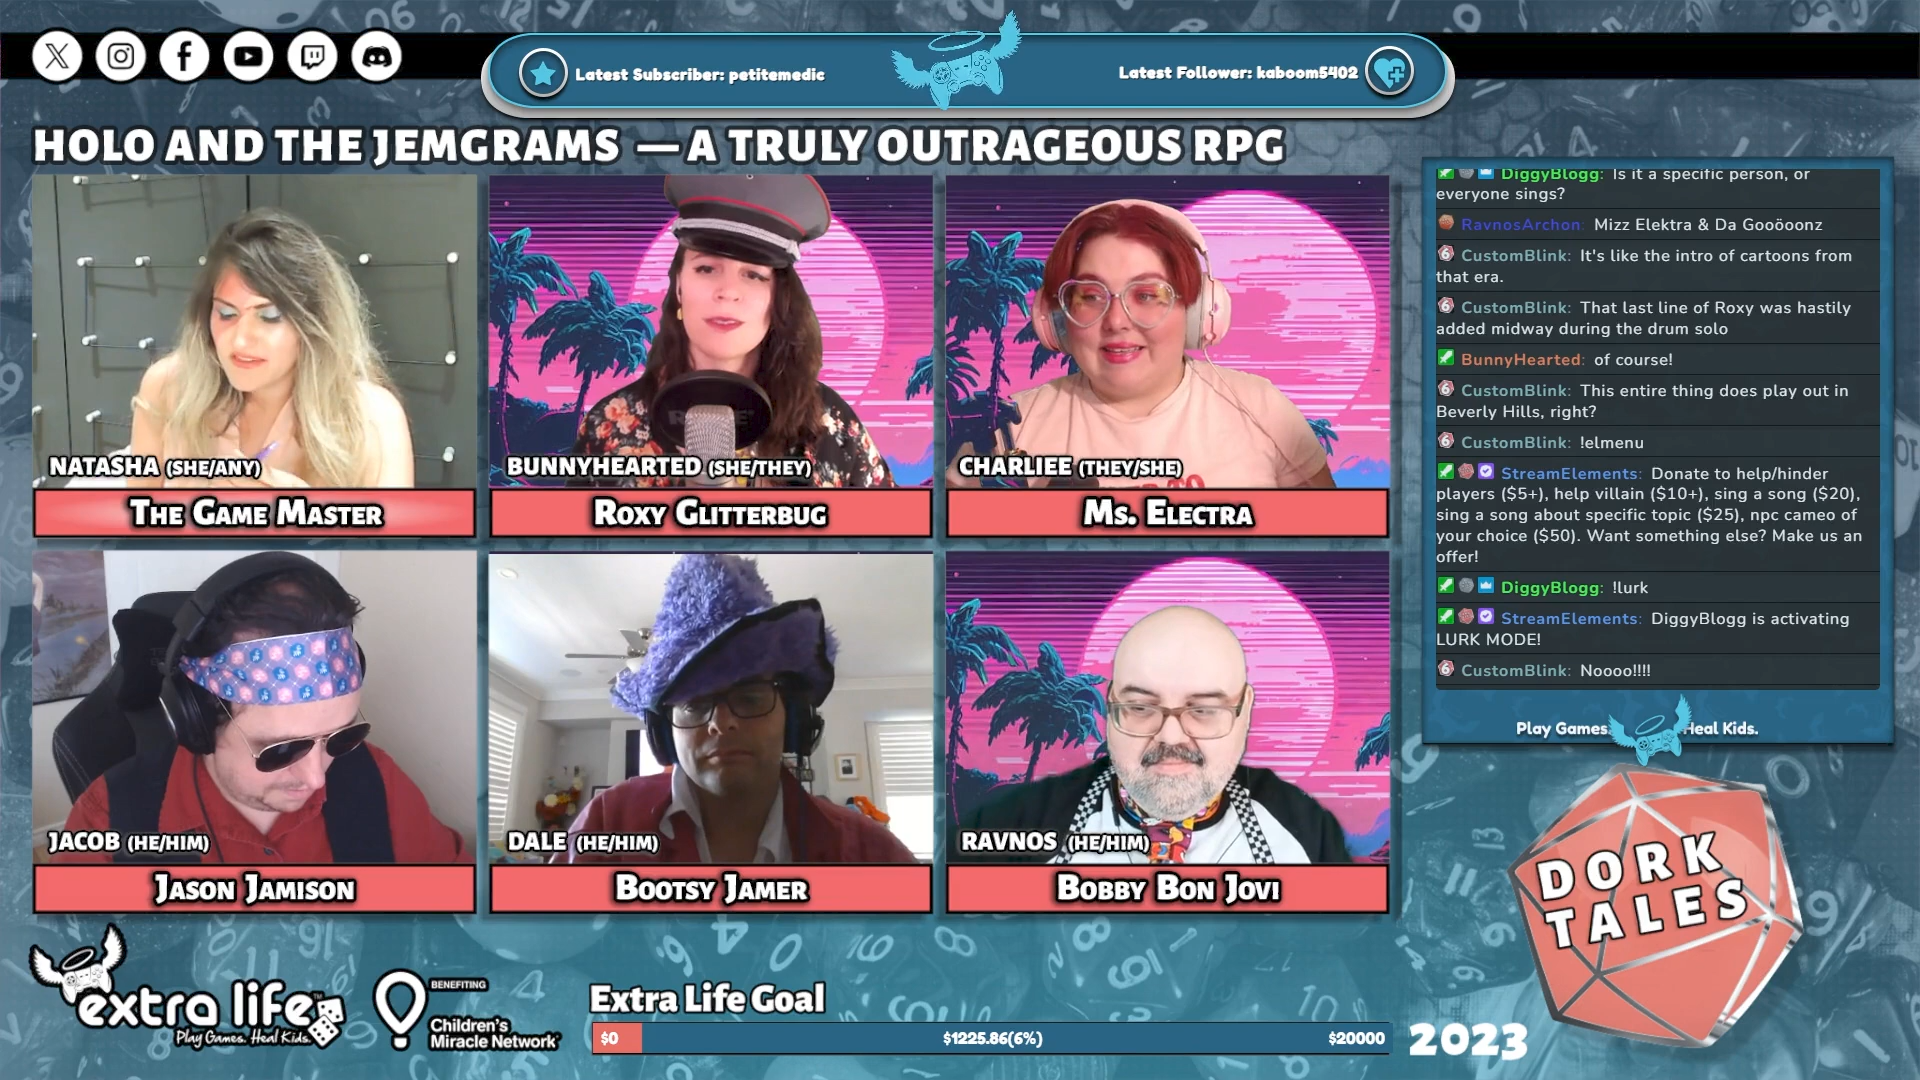 Latest Subscriber: petitemedic
Latest Follower: kaboom5402
HOLO AND THE JEMGRAMS — A TRULY OUTRAGEOUS RPG
NATASHA (SHE/ANY)
THE GAME MASTER
BUNNYHEARTED (SHE/THEY)
ROXY GLITTERBUG
CHARLIEE (THEY/SHE)
MS. ELECTRA
JACOB (HE/HIM)
JASON JAMISON
DALE (HE/HIM)
BOOTSY JAMER
RAVNOS (HE/HIM)
BOBBY BON JOVI
DiggyBlogg: Is it a specific person, or
everyone sings?
RavnosArchon: Mizz Elektra & Da Gooöoonz
CustomBlink: It's like the intro of cartoons from
that era.
CustomBlink: That last line of Roxy was hastily
added midway during the drum solo
BunnyHearted: of course!
CustomBlink: This entire thing does play out in
Beverly Hills, right?
CustomBlink: !elmenu
StreamElements: Donate to help/hinder
players ($5+), help villain ($10+), sing a song ($20),
sing a song about specific topic ($25), npc cameo of
your choice ($50). Want something else? Make us an
offer!
DiggyBlogg: !lurk
StreamElements: DiggyBlogg is activating
LURK MODE!
CustomBlink: Noooo!!!!
Play Games. Heal Kids.
DORK
TALES
extra life
Play Games. Heal Kids.
BENEFITING
Children's
Miracle Network
Extra Life Goal
$0
$1225.86(6%)
$20000
2023